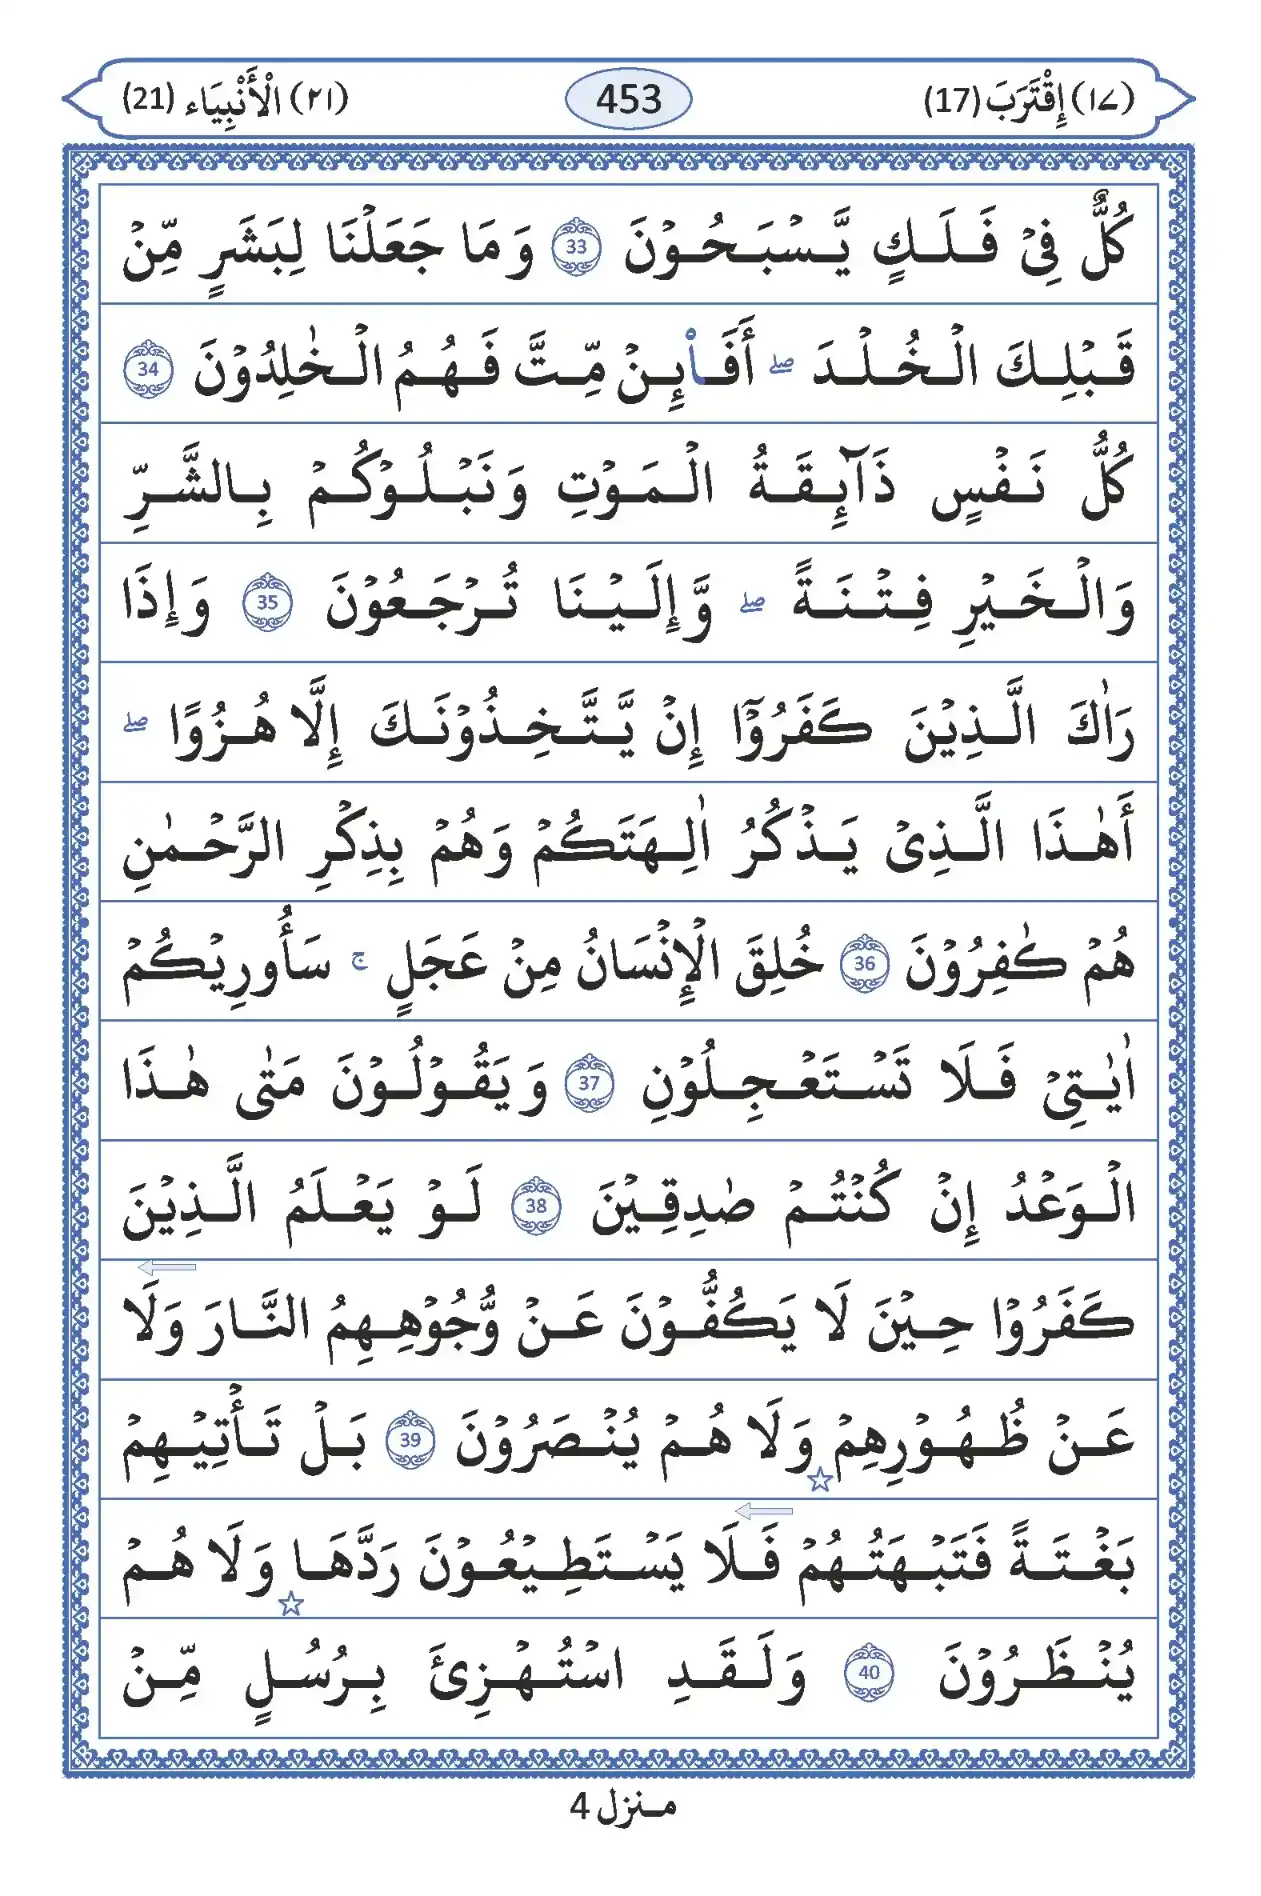 (١٧) إِقْتَرَبَ (17) 453 (٢١) الْأَنْبِيَاء (21)
كُلٌّ فِیْ فَلَكٍ یَّسْبَحُوْنَ 33 وَمَا جَعَلْنَا لِبَشَرٍ مِّنْ
قَبْلِكَ الْخُلْدَ ۖ أَفَا۟ئِنْ مِّتَّ فَهُمُ الْخٰلِدُوْنَ 34
كُلُّ نَفْسٍ ذَآئِقَةُ الْمَوْتِ وَنَبْلُوْكُمْ بِالشَّرِّ
وَالْخَيْرِ فِتْنَةً ۖ وَّإِلَيْنَا تُرْجَعُوْنَ 35 وَإِذَا
رَاٰكَ الَّذِيْنَ كَفَرُوْٓا إِنْ يَّتَّخِذُوْنَكَ إِلَّا هُزُوًا ۖ
أَهٰذَا الَّذِیْ يَذْكُرُ اٰلِهَتَكُمْ وَهُمْ بِذِكْرِ الرَّحْمٰنِ
هُمْ كٰفِرُوْنَ 36 خُلِقَ الْإِنْسَانُ مِنْ عَجَلٍ ۚ سَأُورِيْكُمْ
اٰيٰتِیْ فَلَا تَسْتَعْجِلُوْنِ 37 وَيَقُوْلُوْنَ مَتٰى هٰذَا
الْوَعْدُ إِنْ كُنْتُمْ صٰدِقِيْنَ 38 لَوْ يَعْلَمُ الَّذِيْنَ
كَفَرُوْا حِيْنَ لَا يَكُفُّوْنَ عَنْ وُّجُوْهِهِمُ النَّارَ وَلَا
عَنْ ظُهُوْرِهِمْ وَلَا هُمْ يُنْصَرُوْنَ 39 بَلْ تَأْتِيْهِمْ
بَغْتَةً فَتَبْهَتُهُمْ فَلَا يَسْتَطِيْعُوْنَ رَدَّهَا وَلَا هُمْ
يُنْظَرُوْنَ 40 وَلَقَدِ اسْتُهْزِئَ بِرُسُلٍ مِّنْ
منزل 4